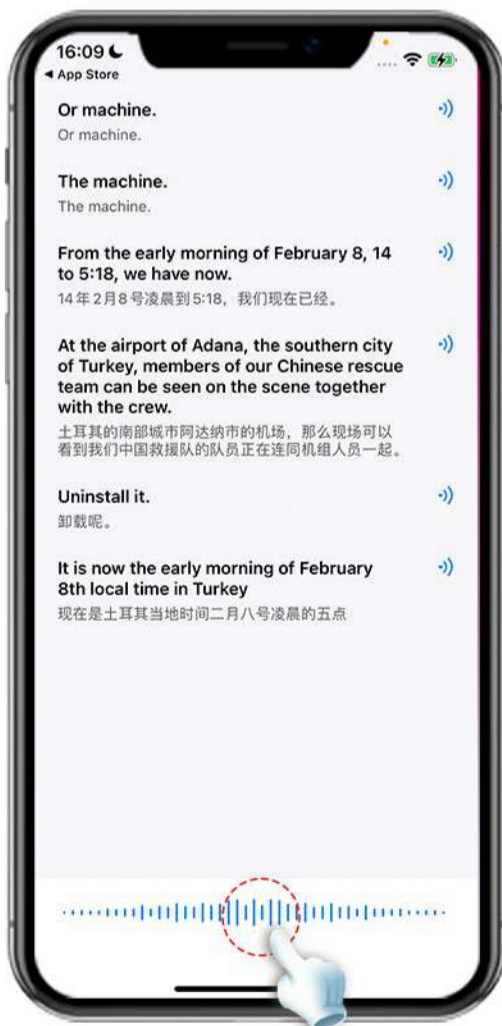 16:09
◀ App Store
Or machine.
Or machine.
The machine.
The machine.
From the early morning of February 8, 14
to 5:18, we have now.
14年2月8号凌晨到5:18，我们现在已经。
At the airport of Adana, the southern city
of Turkey, members of our Chinese rescue
team can be seen on the scene together
with the crew.
土耳其的南部城市阿达纳市的机场，那么现场可以
看到我们中国救援队的队员正在连同机组人员一起。
Uninstall it.
卸载呢。
It is now the early morning of February
8th local time in Turkey
现在是土耳其当地时间二月八号凌晨的五点